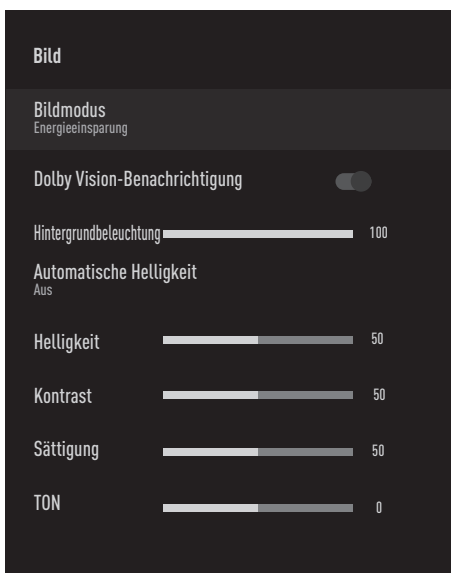 Bild
Bildmodus
Energieeinsparung
Dolby Vision-Benachrichtigung
Hintergrundbeleuchtung 100
Automatische Helligkeit
Aus
Helligkeit 50
Kontrast 50
Sättigung 50
TON 0